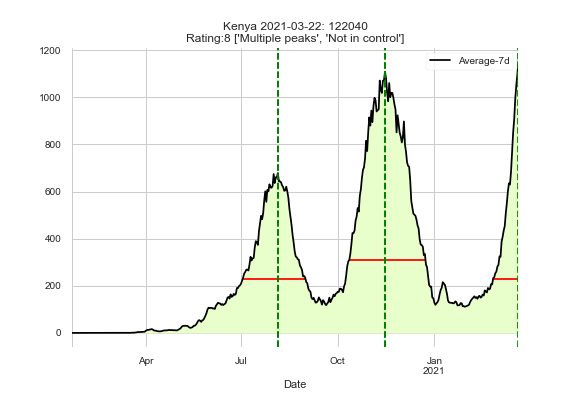 Kenya 2021-03-22: 122040
Rating:8 ['Multiple peaks', 'Not in control']
1200
Average-7d
1000
800
600
400
200
0
Apr
Jul
Oct
Jan
2021
Date